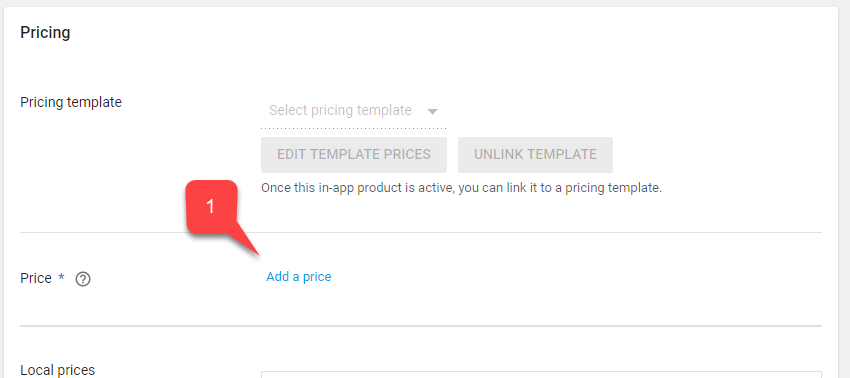 Pricing
Pricing template
Select pricing template
EDIT TEMPLATE PRICES UNLINK TEMPLATE
Once this in-app product is active, you can link it to a pricing template.
1
Price * ? Add a price
Local prices